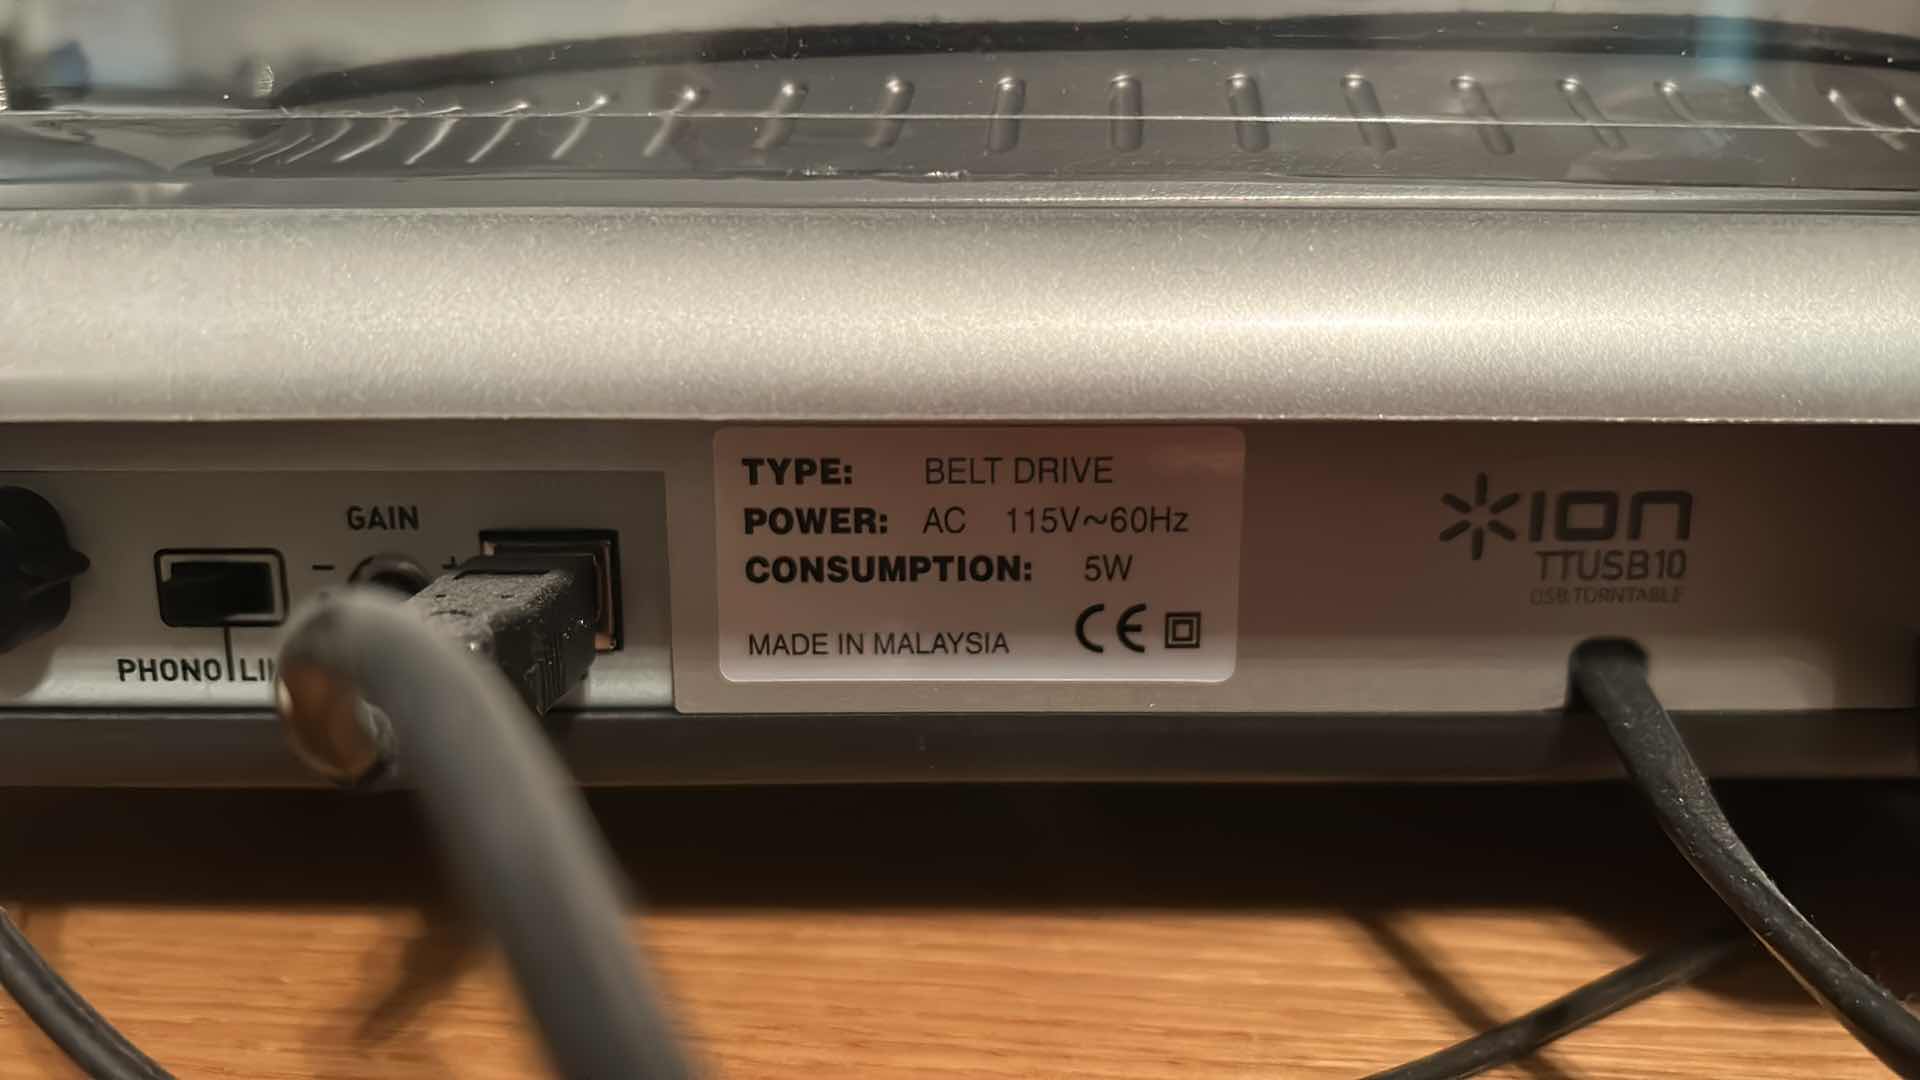 GAIN
- +
PHONO LI
TYPE: BELT DRIVE
POWER: AC 115V~60Hz
CONSUMPTION: 5W
MADE IN MALAYSIA CE
ION
TTUSB10
USB TURNTABLE